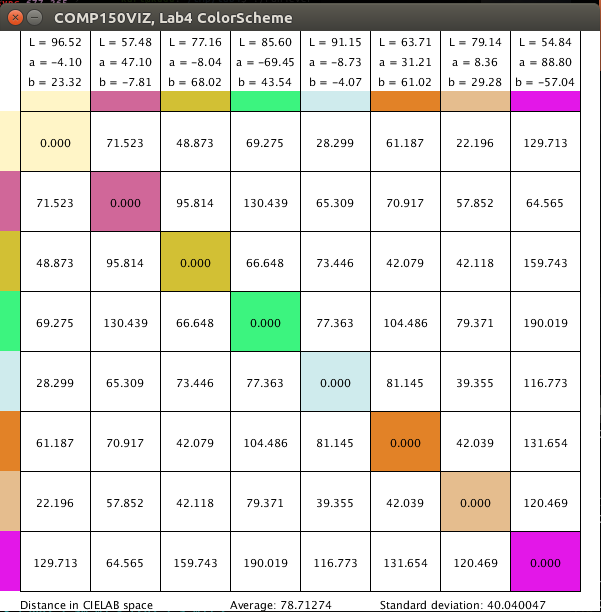 COMP150VIZ, Lab4 ColorScheme
L = 96.52 L = 57.48 L = 77.16 L = 85.60 L = 91.15 L = 63.71 L = 79.14 L = 54.84
a = −4.10 a = 47.10 a = −8.04 a = −69.45 a = −8.73 a = 31.21 a = 8.36 a = 88.80
b = 23.32 b = −7.81 b = 68.02 b = 43.54 b = −4.07 b = 61.02 b = 29.28 b = −57.04
0.000 71.523 48.873 69.275 28.299 61.187 22.196 129.713
71.523 0.000 95.814 130.439 65.309 70.917 57.852 64.565
48.873 95.814 0.000 66.648 73.446 42.079 42.118 159.743
69.275 130.439 66.648 0.000 77.363 104.486 79.371 190.019
28.299 65.309 73.446 77.363 0.000 81.145 39.355 116.773
61.187 70.917 42.079 104.486 81.145 0.000 42.039 131.654
22.196 57.852 42.118 79.371 39.355 42.039 0.000 120.469
129.713 64.565 159.743 190.019 116.773 131.654 120.469 0.000
Distance in CIELAB space Average: 78.71274 Standard deviation: 40.040047